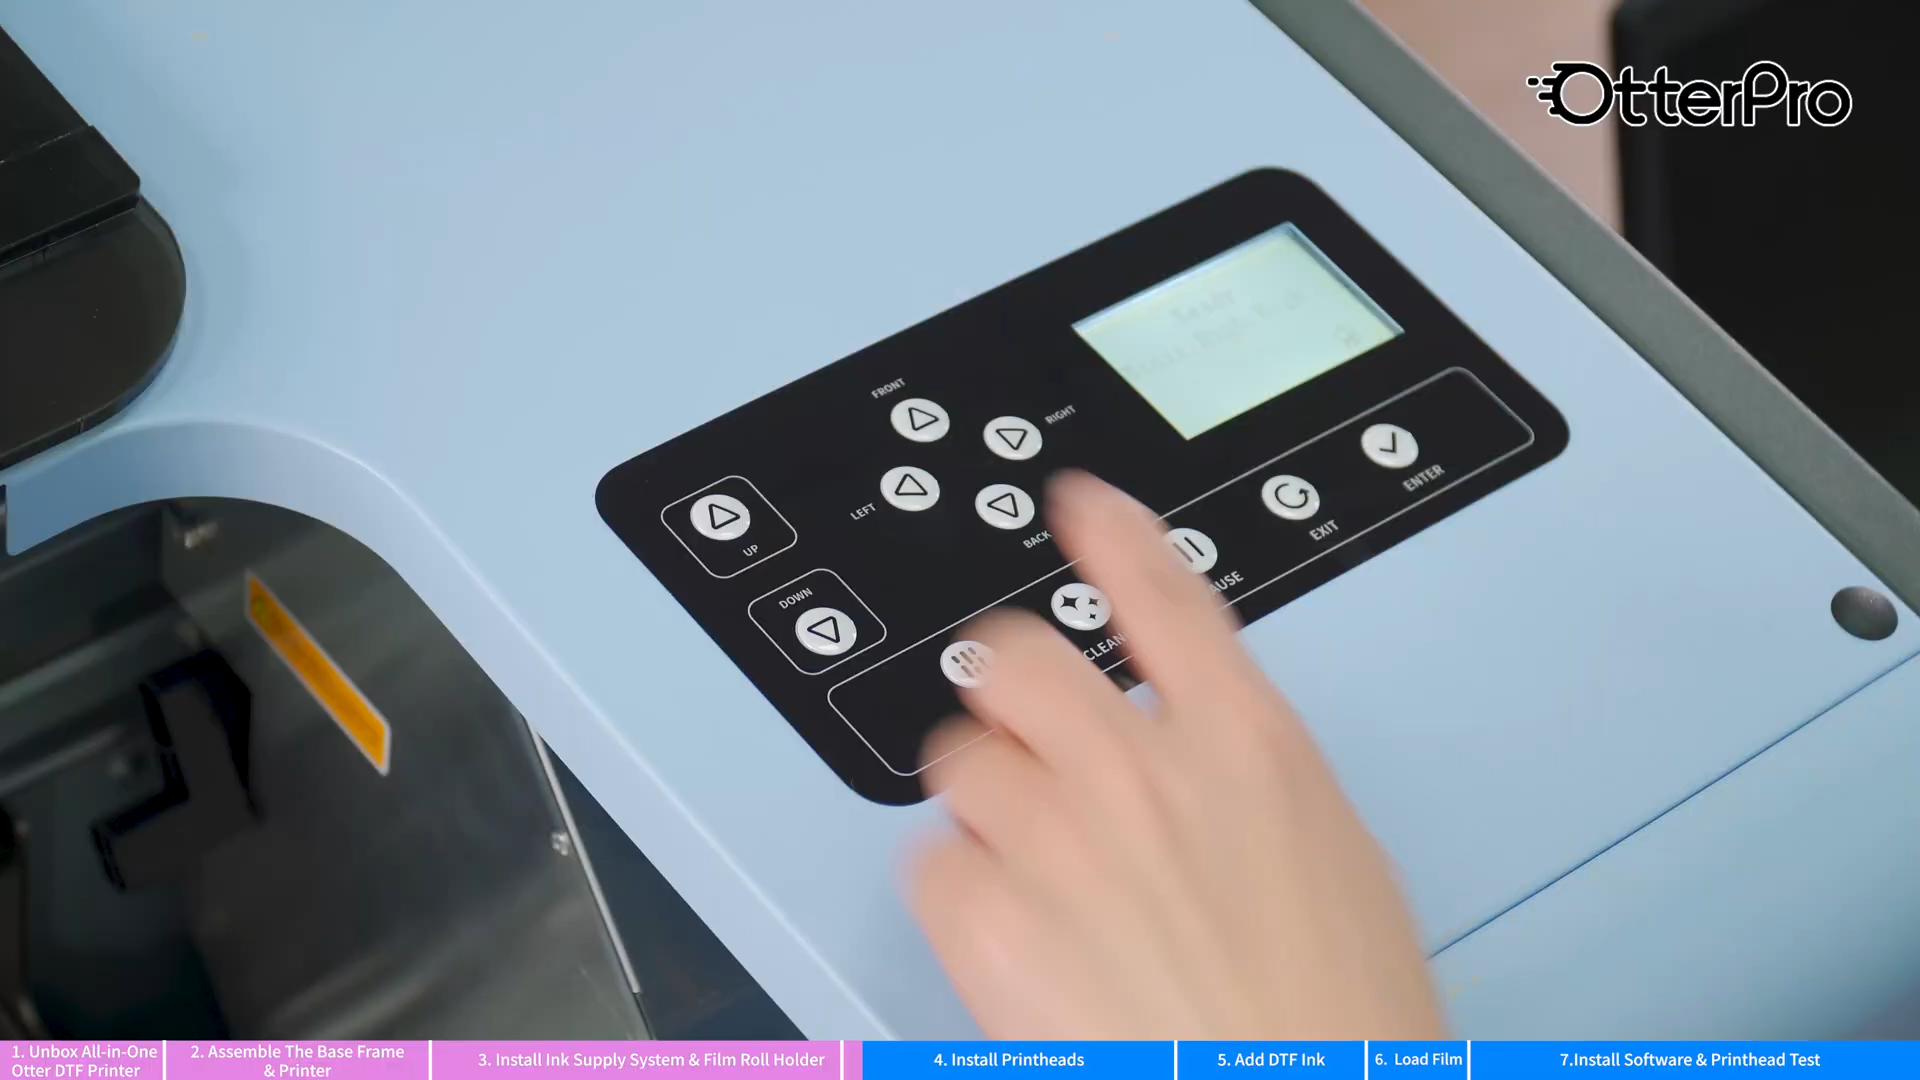 OtterPro
FRONT
RIGHT
LEFT
BACK
UP
DOWN
ENTER
EXIT
AUSE
CLEAN
1. Unbox All-in-One
Otter DTF Printer
2. Assemble The Base Frame
& Printer
3. Install Ink Supply System & Film Roll Holder
4. Install Printheads
5. Add DTF Ink
6. Load Film
7.Install Software & Printhead Test